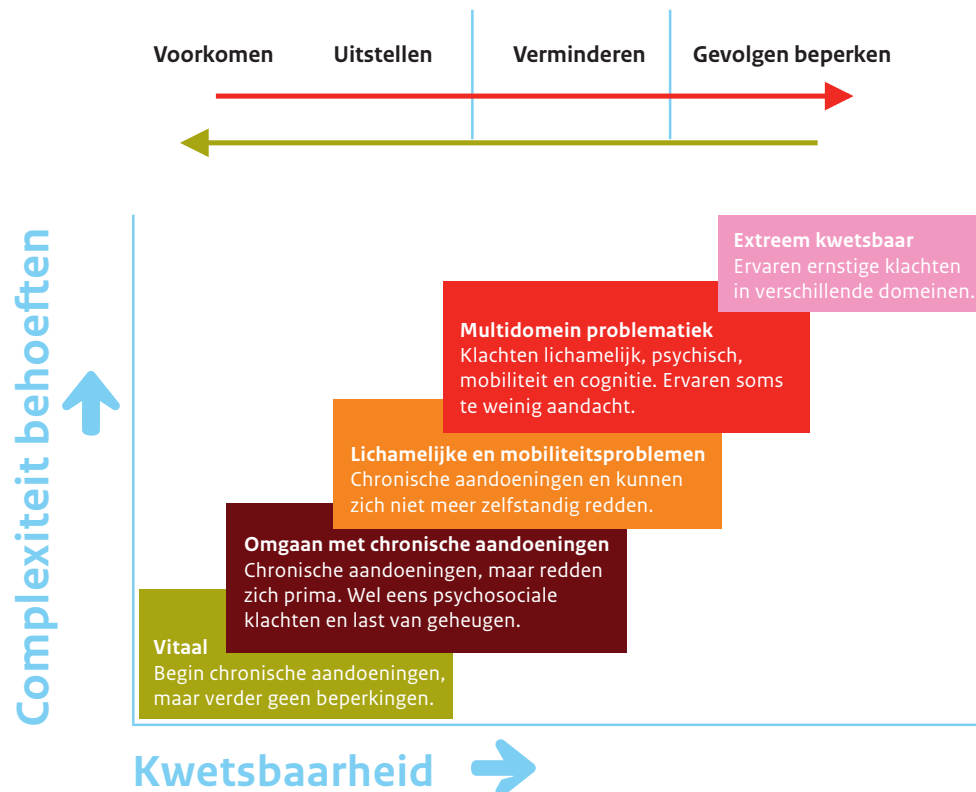 Voorkomen Uitstellen Verminderen Gevolgen beperken
Complexiteit behoeften
Extreem kwetsbaar
Ervaren ernstige klachten
in verschillende domeinen.
Multidomein problematiek
Klachten lichamelijk, psychisch,
mobiliteit en cognitie. Ervaren soms
te weinig aandacht.
Lichamelijke en mobiliteitsproblemen
Chronische aandoeningen en kunnen
zich niet meer zelfstandig redden.
Omgaan met chronische aandoeningen
Chronische aandoeningen, maar redden
zich prima. Wel eens psychosociale
klachten en last van geheugen.
Vitaal
Begin chronische aandoeningen,
maar verder geen beperkingen.
Kwetsbaarheid